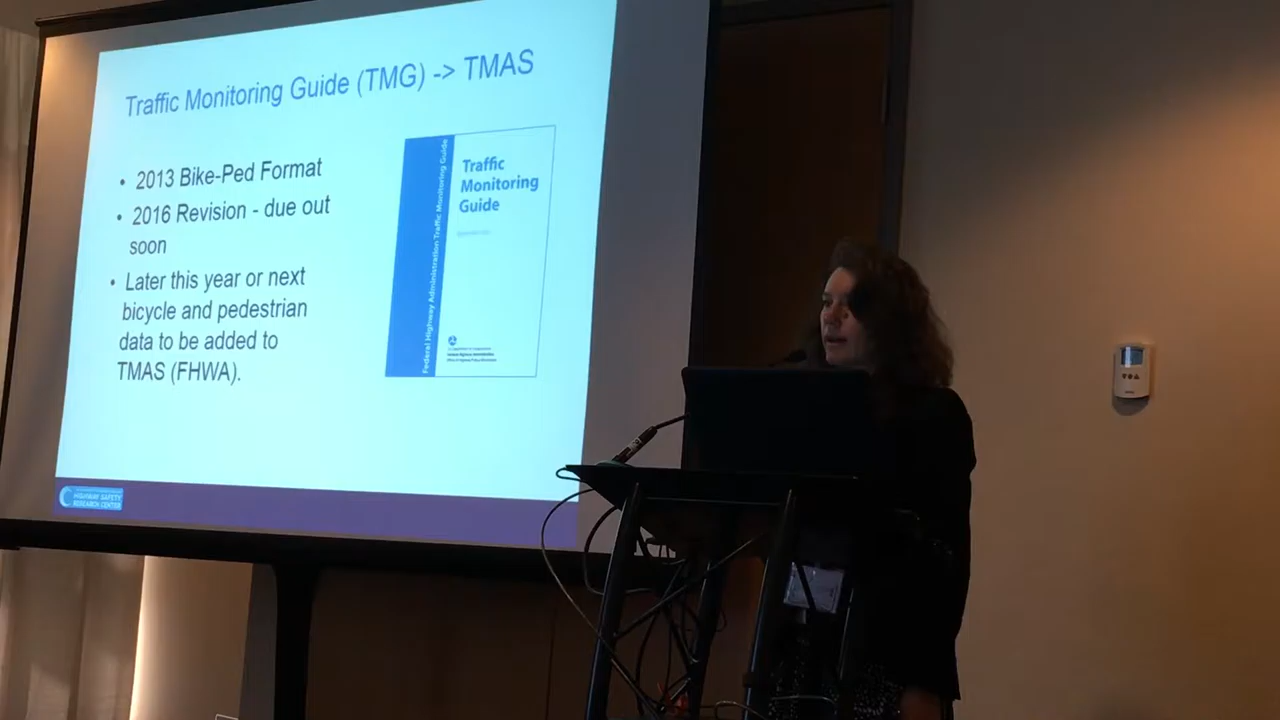 Traffic Monitoring Guide (TMG) -> TMAS
• 2013 Bike-Ped Format
• 2016 Revision - due out
soon
• Later this year or next
bicycle and pedestrian
data to be added to
TMAS (FHWA).
Federal Highway Administration Traffic Monitoring Guide
Traffic
Monitoring
Guide
HIGHWAY SAFETY
RESEARCH CENTER